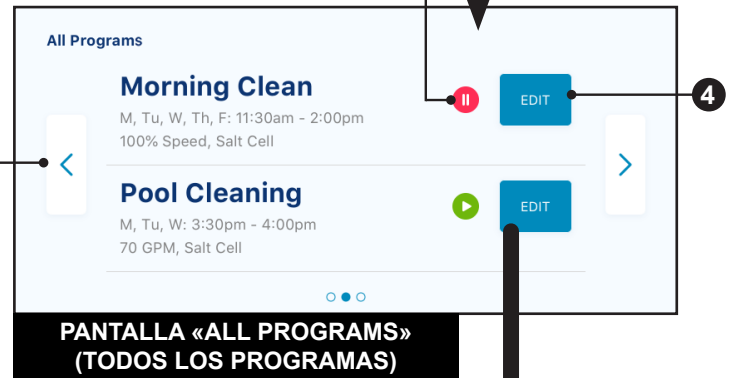 All Programs
Morning Clean
M, Tu, W, Th, F: 11:30am - 2:00pm
100% Speed, Salt Cell
EDIT
4
Pool Cleaning
M, Tu, W: 3:30pm - 4:00pm
70 GPM, Salt Cell
EDIT
PANTALLA «ALL PROGRAMS»
(TODOS LOS PROGRAMAS)